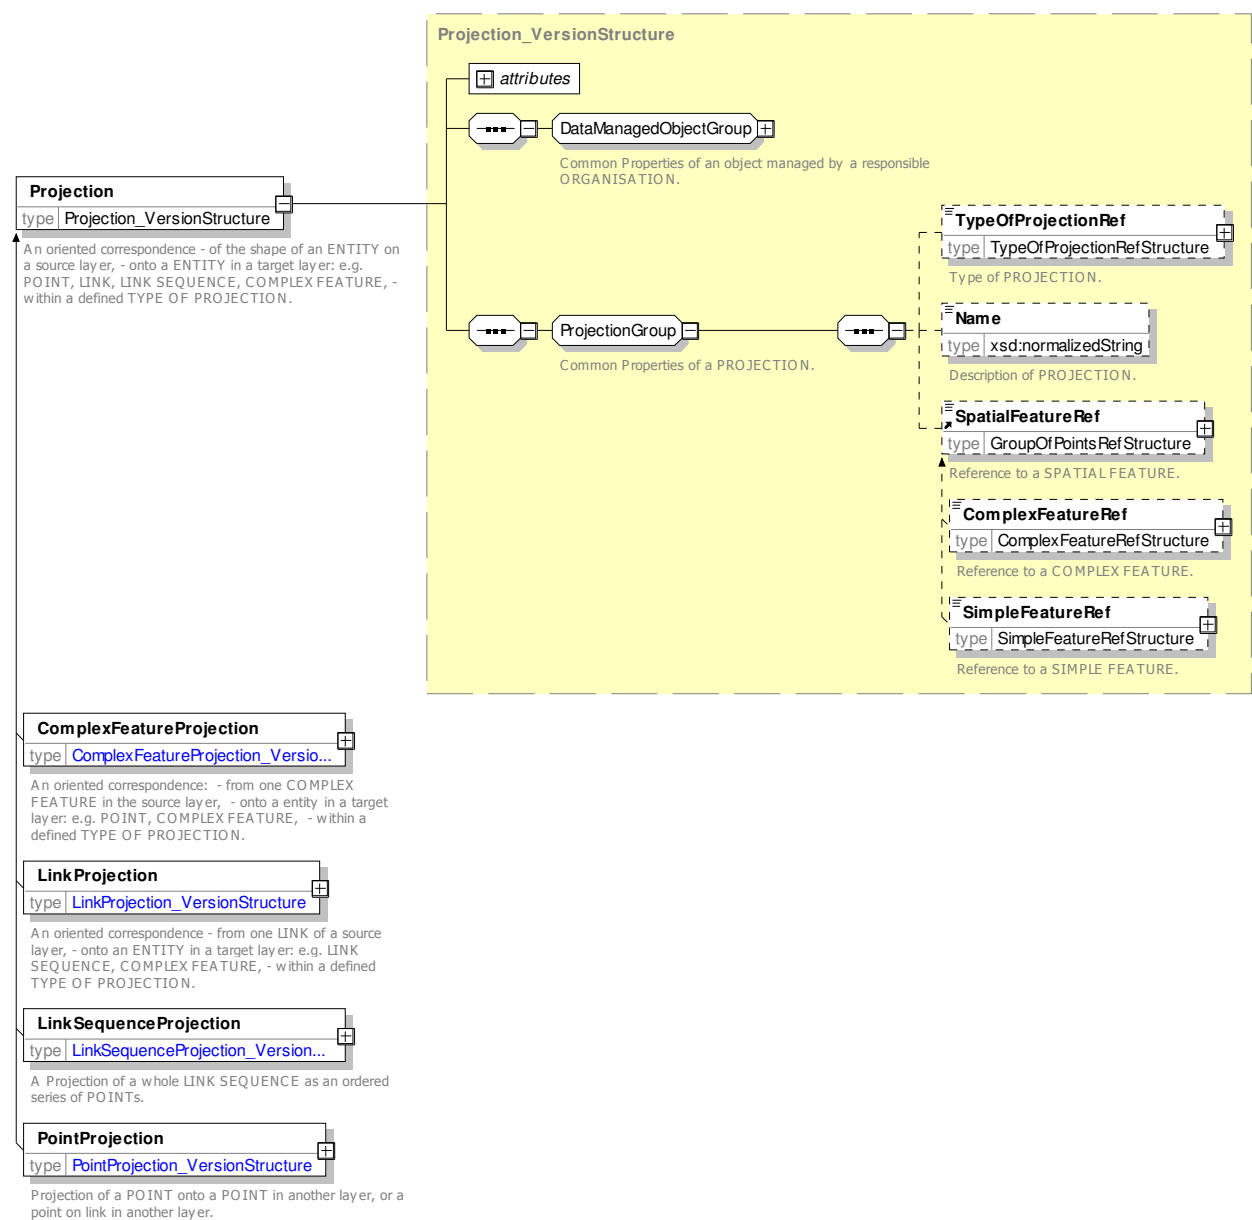 Projection_VersionStructure
attributes
DataManagedObjectGroup
Common Properties of an object managed by a responsible
ORGANISATION.
Projection
type Projection_VersionStructure
An oriented correspondence - of the shape of an ENTITY on
a source layer, - onto a ENTITY in a target layer: e.g.
POINT, LINK, LINK SEQUENCE, COMPLEX FEATURE, -
within a defined TYPE OF PROJECTION.
TypeOfProjectionRef
type TypeOfProjectionRefStructure
Type of PROJECTION.
ProjectionGroup
Common Properties of a PROJECTION.
Name
type xsd:normalizedString
Description of PROJECTION.
SpatialFeatureRef
type GroupOfPointsRefStructure
Reference to a SPATIAL FEATURE.
ComplexFeatureRef
type ComplexFeatureRefStructure
Reference to a COMPLEX FEATURE.
SimpleFeatureRef
type SimpleFeatureRefStructure
Reference to a SIMPLE FEATURE.
ComplexFeatureProjection
type ComplexFeatureProjection_Versio...
An oriented correspondence: - from one COMPLEX
FEATURE in the source layer, - onto a entity in a target
layer: e.g. POINT, COMPLEX FEATURE, - within a
defined TYPE OF PROJECTION.
LinkProjection
type LinkProjection_VersionStructure
An oriented correspondence - from one LINK of a source
layer, - onto an ENTITY in a target layer: e.g. LINK
SEQUENCE, COMPLEX FEATURE, - within a defined
TYPE OF PROJECTION.
LinkSequenceProjection
type LinkSequenceProjection_Version...
A Projection of a whole LINK SEQUENCE as an ordered
series of POINTs.
PointProjection
type PointProjection_VersionStructure
Projection of a POINT onto a POINT in another layer, or a
point on link in another layer.